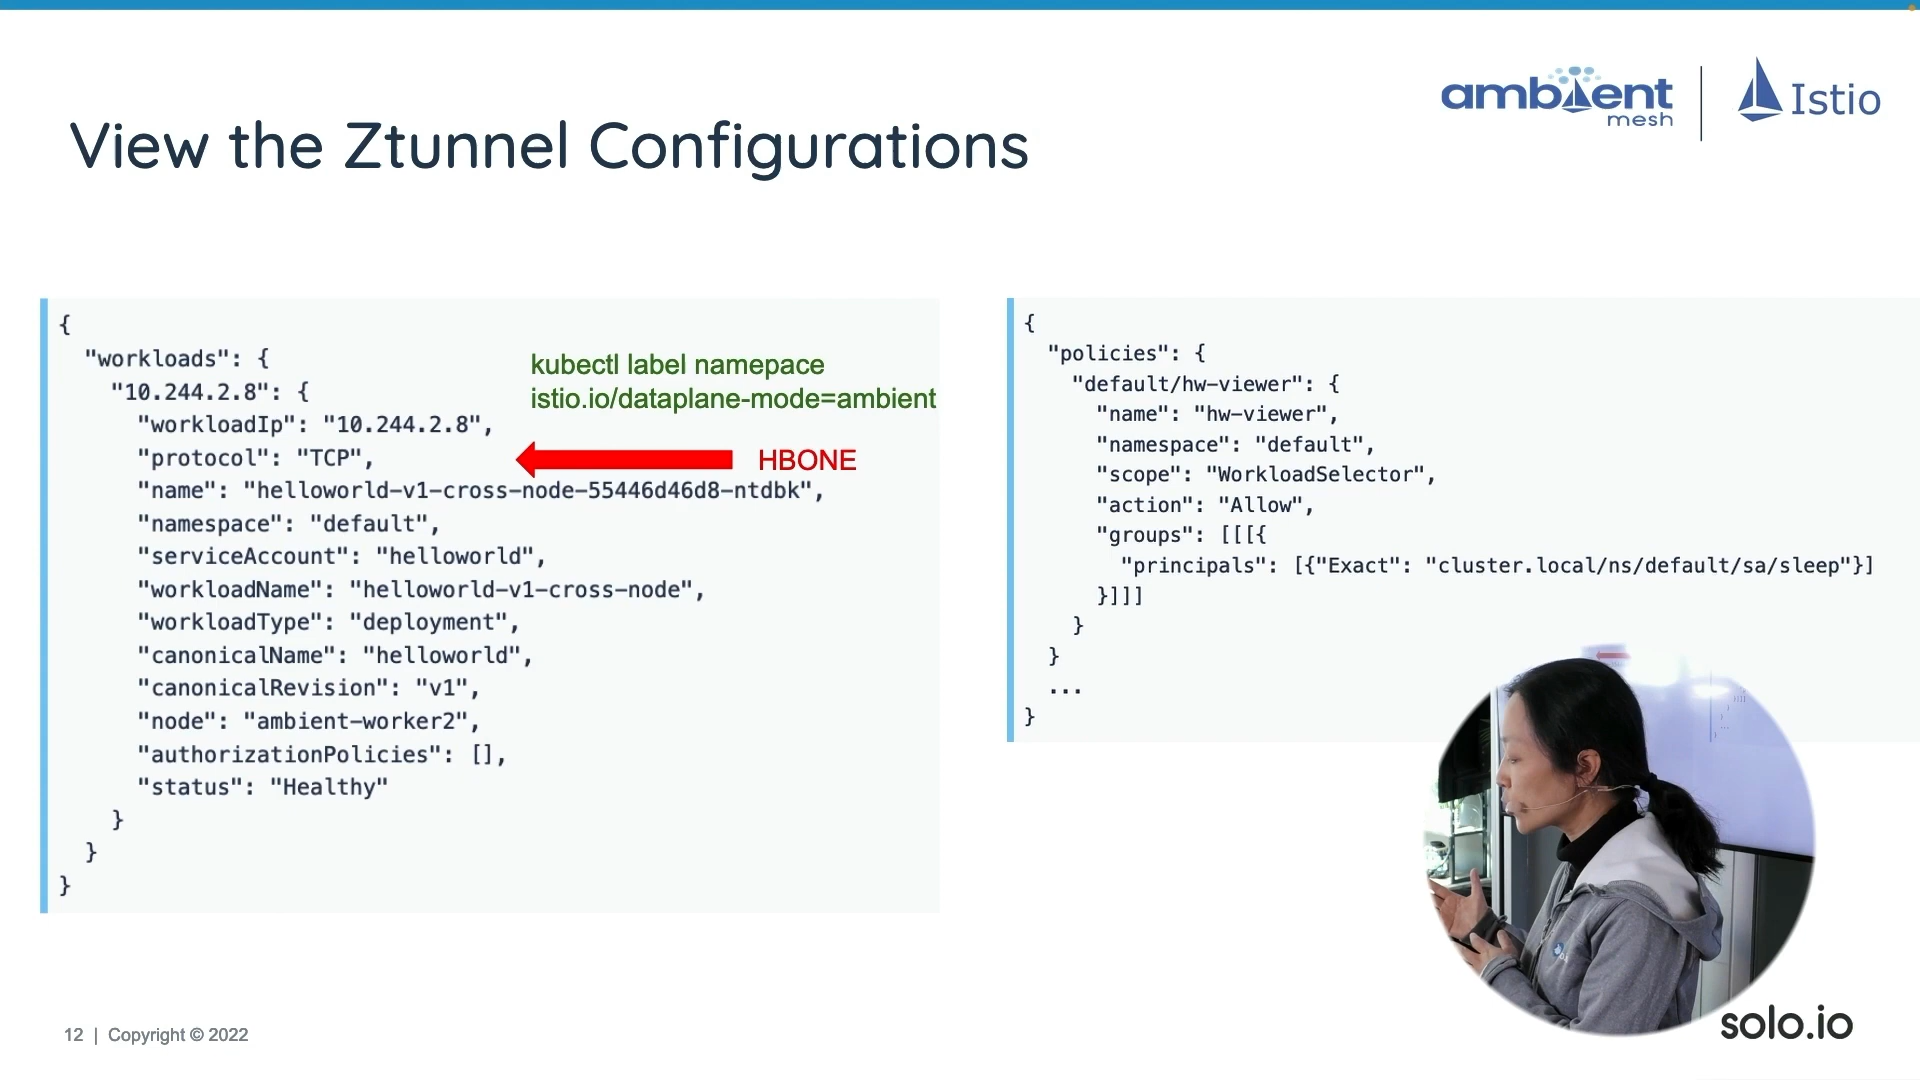 ambient
mesh
Istio
View the Ztunnel Configurations
{
"workloads": {
"10.244.2.8": {
"workloadIp": "10.244.2.8",
"protocol": "TCP",
"name": "helloworld-v1-cross-node-55446d46d8-ntdbk",
"namespace": "default",
"serviceAccount": "helloworld",
"workloadName": "helloworld-v1-cross-node",
"workloadType": "deployment",
"canonicalName": "helloworld",
"canonicalRevision": "v1",
"node": "ambient-worker2",
"authorizationPolicies": [],
"status": "Healthy"
}
}
}
kubectl label namepace
istio.io/dataplane-mode=ambient
HBONE
{
"policies": {
"default/hw-viewer": {
"name": "hw-viewer",
"namespace": "default",
"scope": "WorkloadSelector",
"action": "Allow",
"groups": [[[{
"principals": [{"Exact": "cluster.local/ns/default/sa/sleep"}]
}]]]
}
}
...
}
12 | Copyright © 2022
solo.io